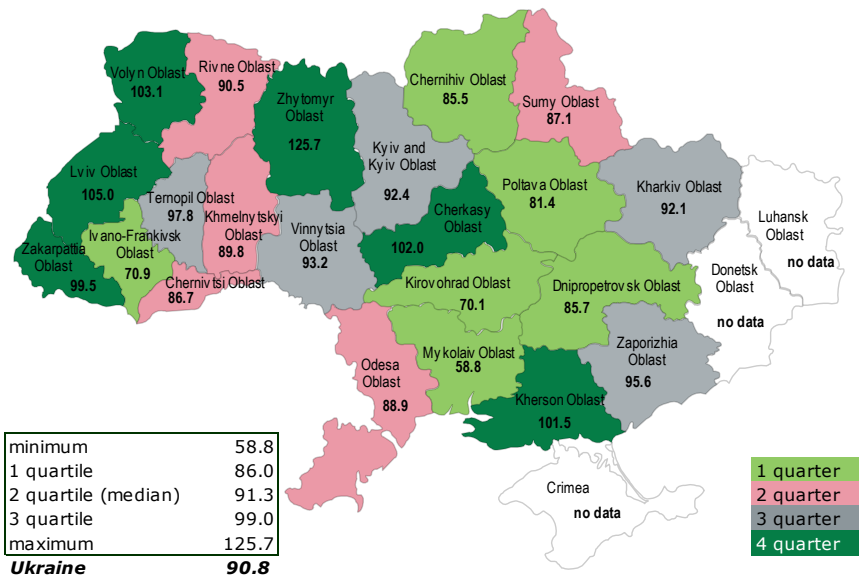 Volyn Oblast
103.1
Rivne Oblast
90.5
Zhytomyr
Oblast
125.7
Chernihiv Oblast
85.5
Sumy Oblast
87.1
Kyiv and
Kyiv Oblast
92.4
Lviv Oblast
105.0
Ternopil Oblast
97.8
Khmelnytskyi
Oblast
89.8
Vinnytsia
Oblast
93.2
Cherkasy
Oblast
102.0
Poltava Oblast
81.4
Kharkiv Oblast
92.1
Luhansk
Oblast
no data
Zakarpattia
Oblast
99.5
Ivano-Frankivsk
Oblast
70.9
Chernivtsi Oblast
86.7
Kirovohrad Oblast
70.1
Dnipropetrovsk Oblast
85.7
Donetsk
Oblast
no data
Odesa
Oblast
88.9
Mykolaiv Oblast
58.8
Zaporizhia
Oblast
95.6
Kherson Oblast
101.5
Crimea
no data
minimum 58.8
1 quartile 86.0
2 quartile (median) 91.3
3 quartile 99.0
maximum 125.7
Ukraine 90.8
1 quarter
2 quarter
3 quarter
4 quarter